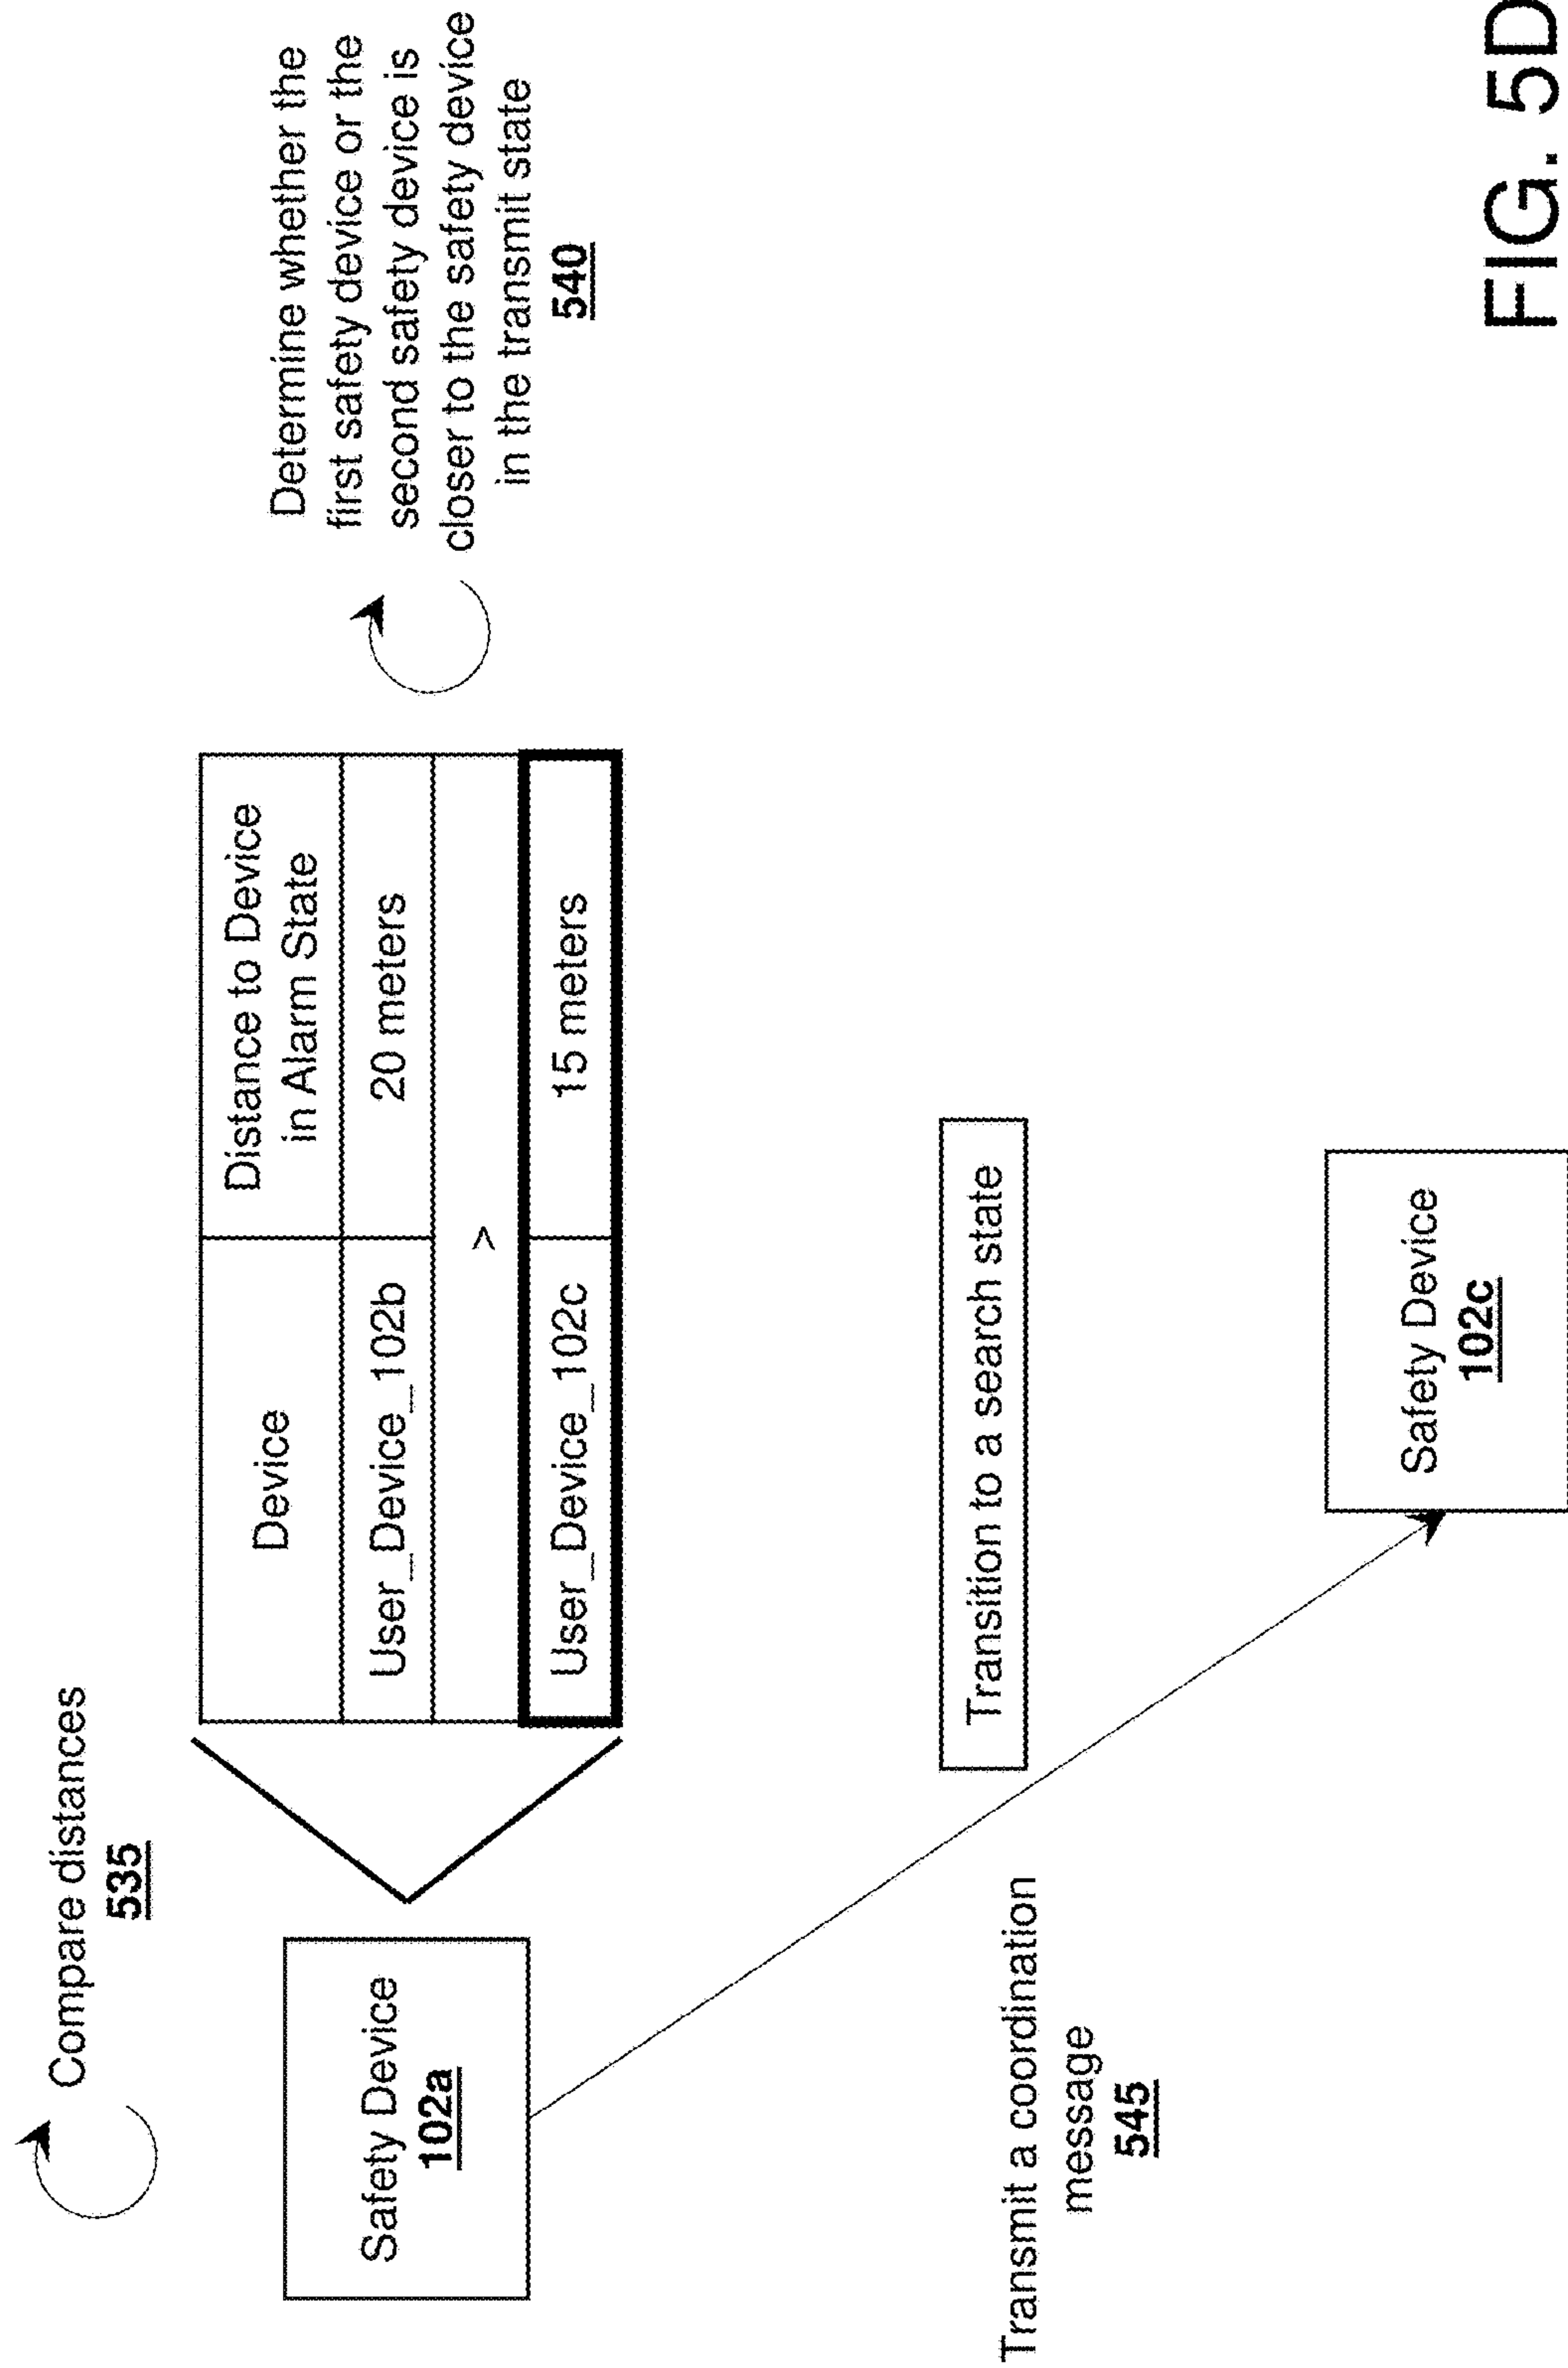 Compare distances
535
Safety Device
102a
Device
Distance to Device
in Alarm State
User_Device_102b
20 meters
>
User_Device_102c
15 meters
Determine whether the
first safety device or the
second safety device is
closer to the safety device
in the transmit state
540
Transmit a coordination
message
545
Transition to a search state
Safety Device
102c
FIG. 5D